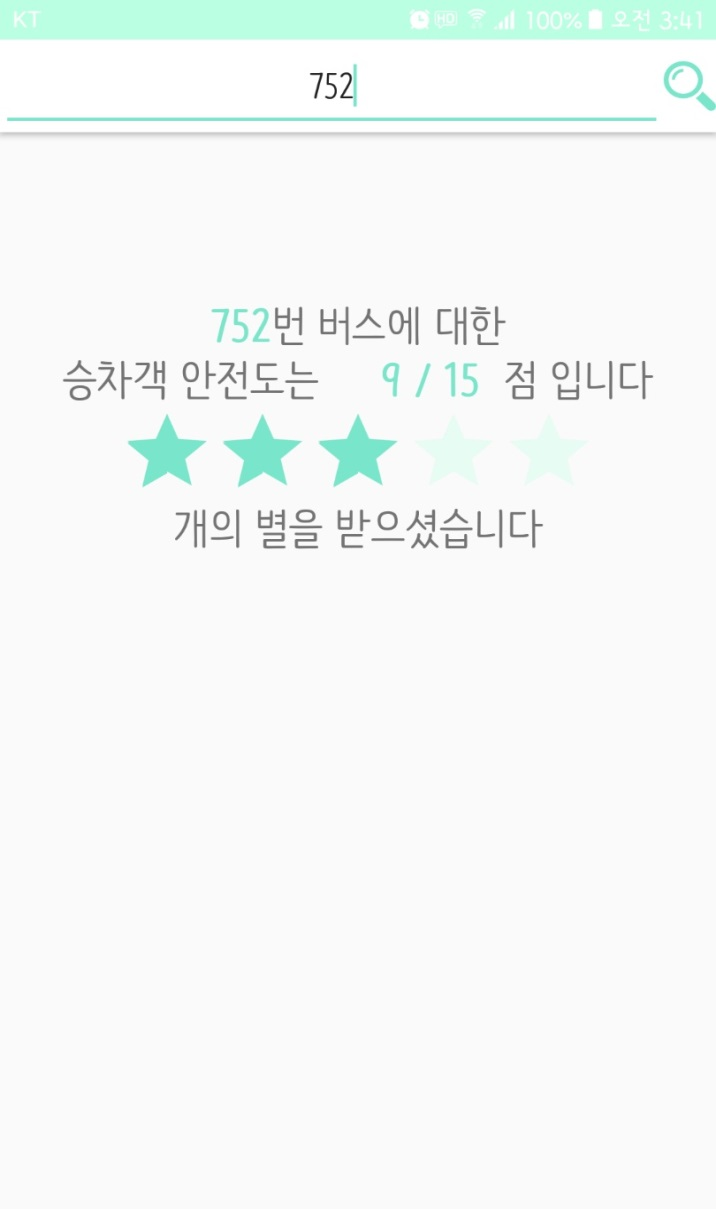 KT HD 100% 오전 3:41
752
752번 버스에 대한
승차객 안전도는 9 / 15 점 입니다
개의 별을 받으셨습니다